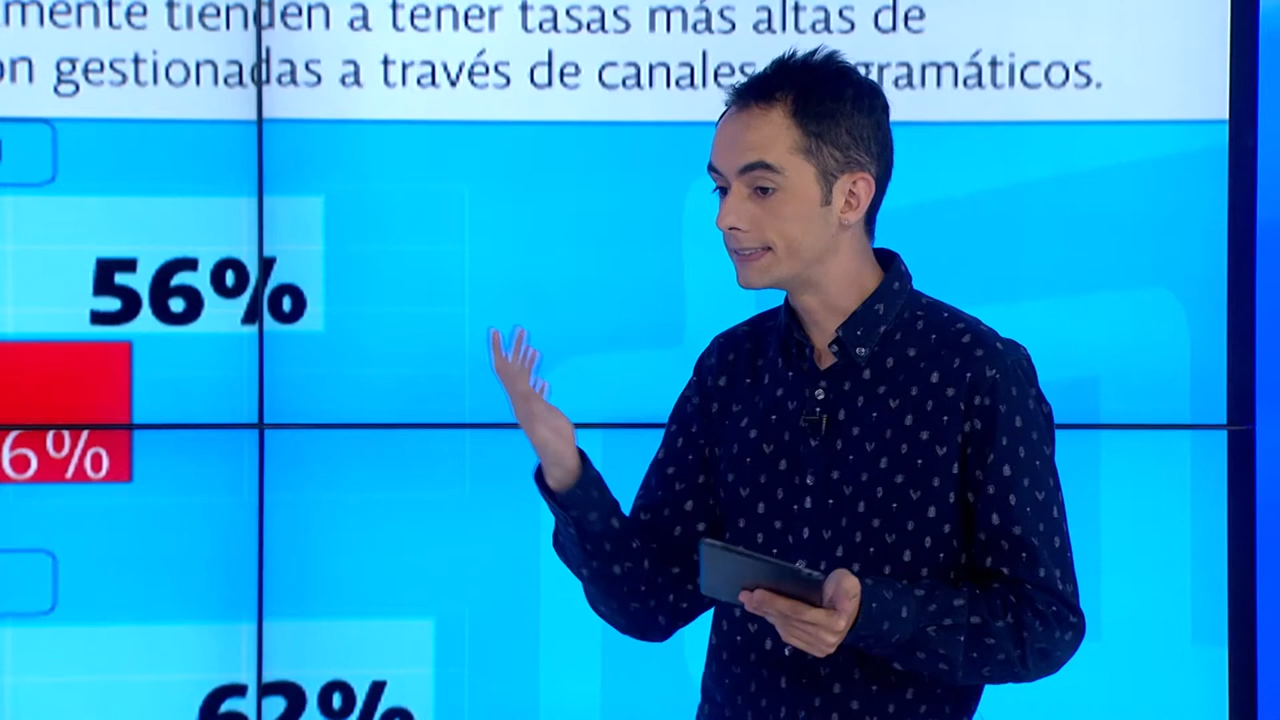 mente tienden a tener tasas más altas de
on gestionadas a través de canales gramáticos.
56%
6%
62%